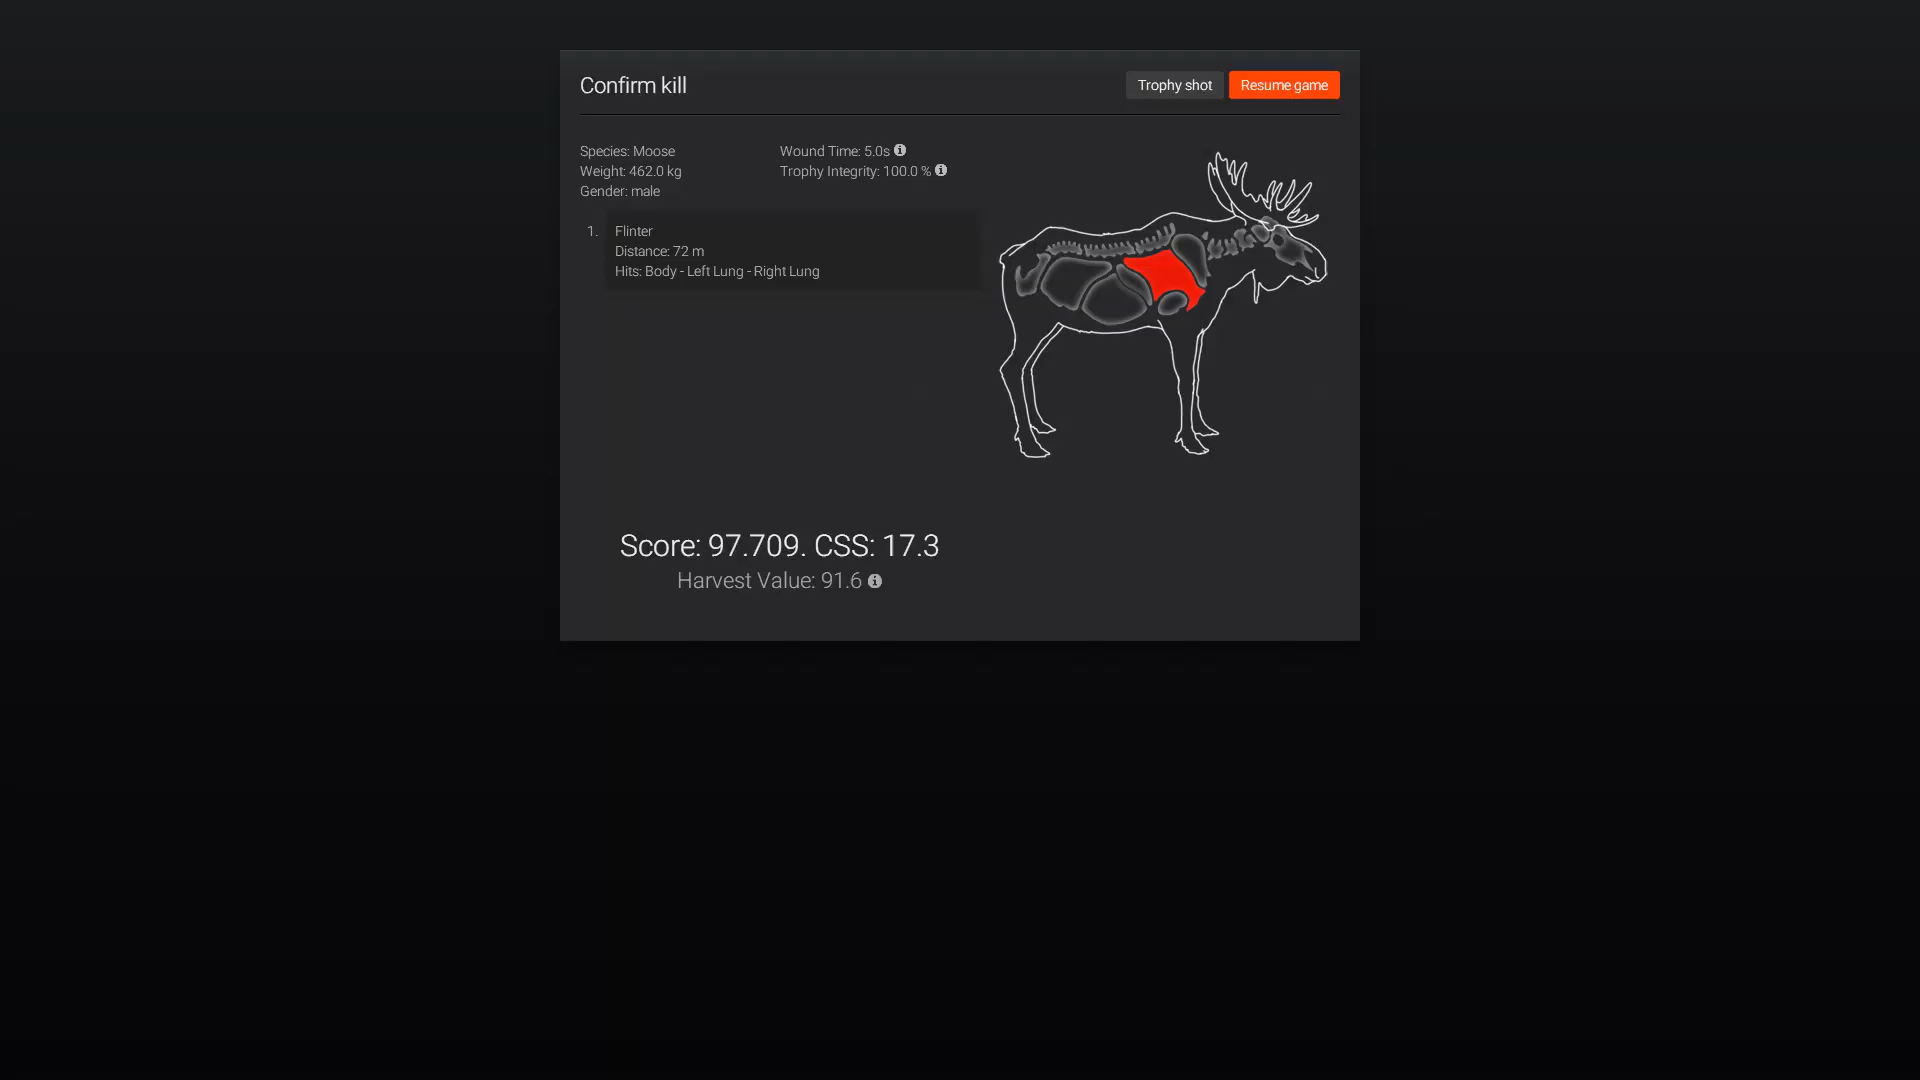 Confirm kill
Trophy shot
Resume game
Species: Moose
Weight: 462.0 kg
Gender: male
Wound Time: 5.0s
Trophy Integrity: 100.0 %
1.
Flinter
Distance: 72 m
Hits: Body - Left Lung - Right Lung
Score: 97.709. CSS: 17.3
Harvest Value: 91.6